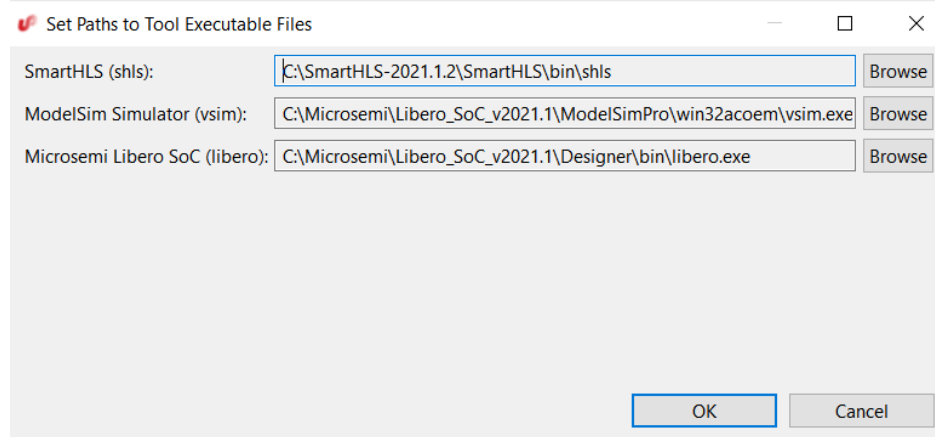 Set Paths to Tool Executable Files
SmartHLS (shls): C:\SmartHLS-2021.1.2\SmartHLS\bin\shls Browse
ModelSim Simulator (vsim): C:\Microsemi\Libero_SoC_v2021.1\ModelSimPro\win32acoem\vsim.exe Browse
Microsemi Libero SoC (libero): C:\Microsemi\Libero_SoC_v2021.1\Designer\bin\libero.exe Browse
OK Cancel